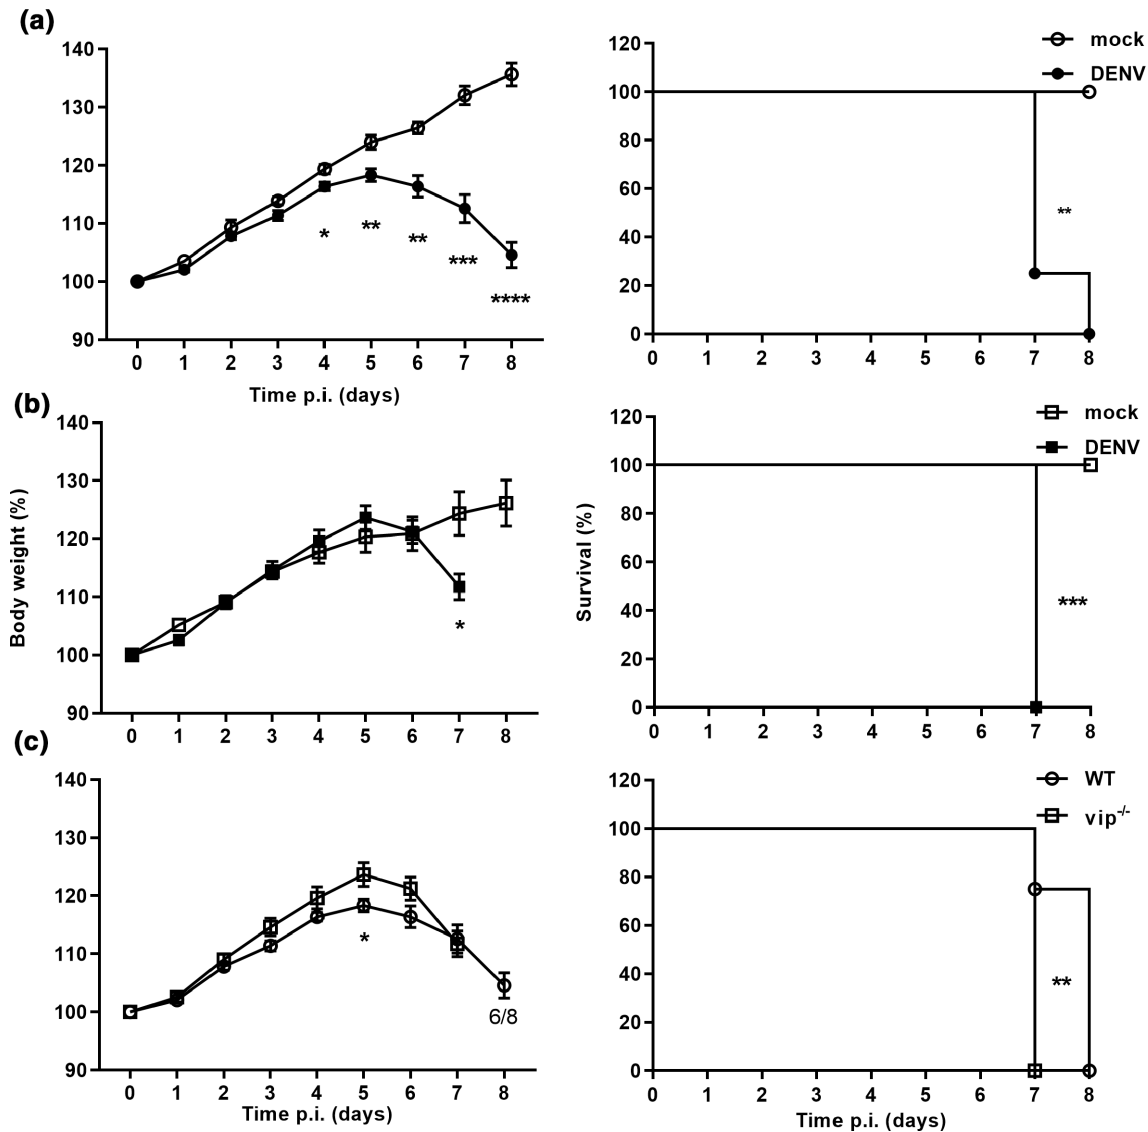 (a)
140
130
120
110
100
90
* ** ** *** ****
0 1 2 3 4 5 6 7 8
Time p.i. (days)
120
100
80
60
40
20
0
**
0 1 2 3 4 5 6 7 8
mock
DENV
(b)
Body weight (%)
140
130
120
110
100
90
*
0 1 2 3 4 5 6 7 8
Survival (%)
120
100
80
60
40
20
0
***
0 1 2 3 4 5 6 7 8
mock
DENV
(c)
140
130
120
110
100
90
*
6/8
0 1 2 3 4 5 6 7 8
Time p.i. (days)
120
100
80
60
40
20
0
**
0 1 2 3 4 5 6 7 8
Time p.i. (days)
WT
vip-/-